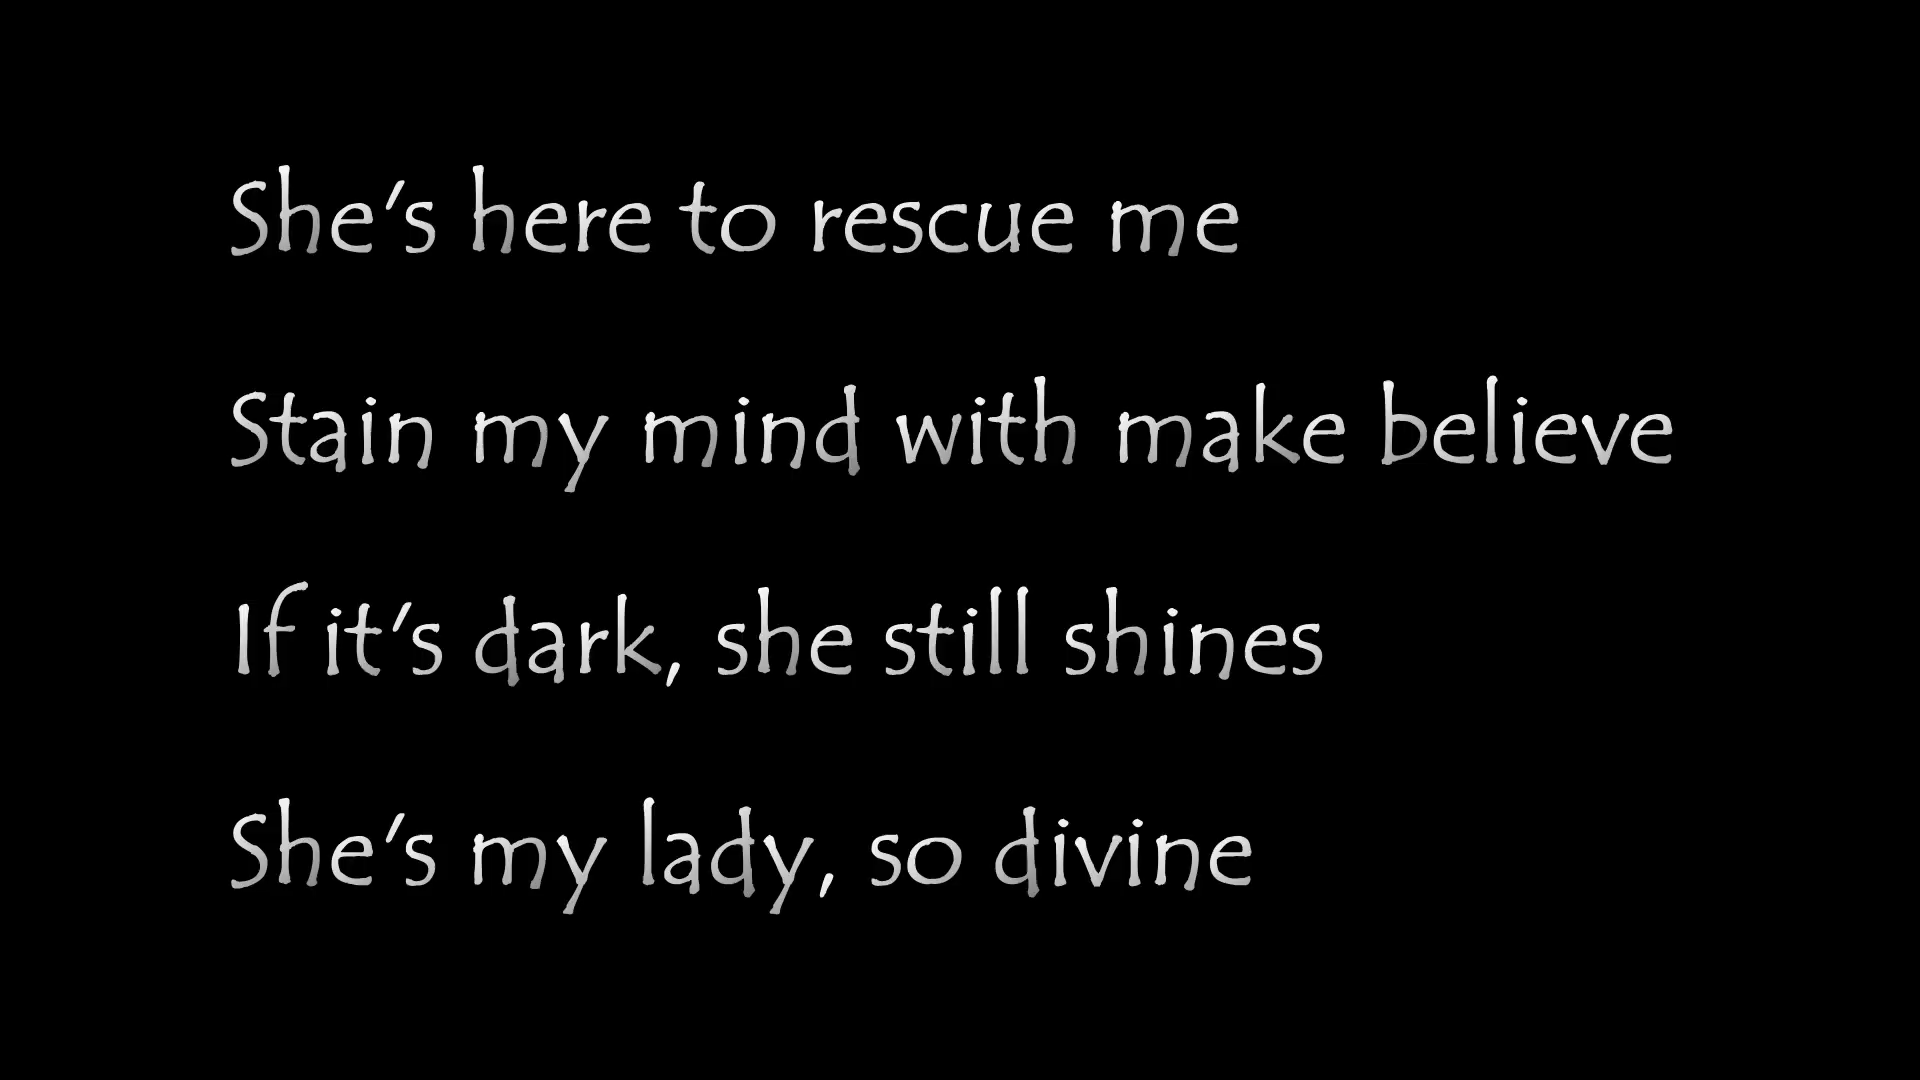 She's here to rescue me
Stain my mind with make believe
If it's dark, she still shines
She's my lady, so divine